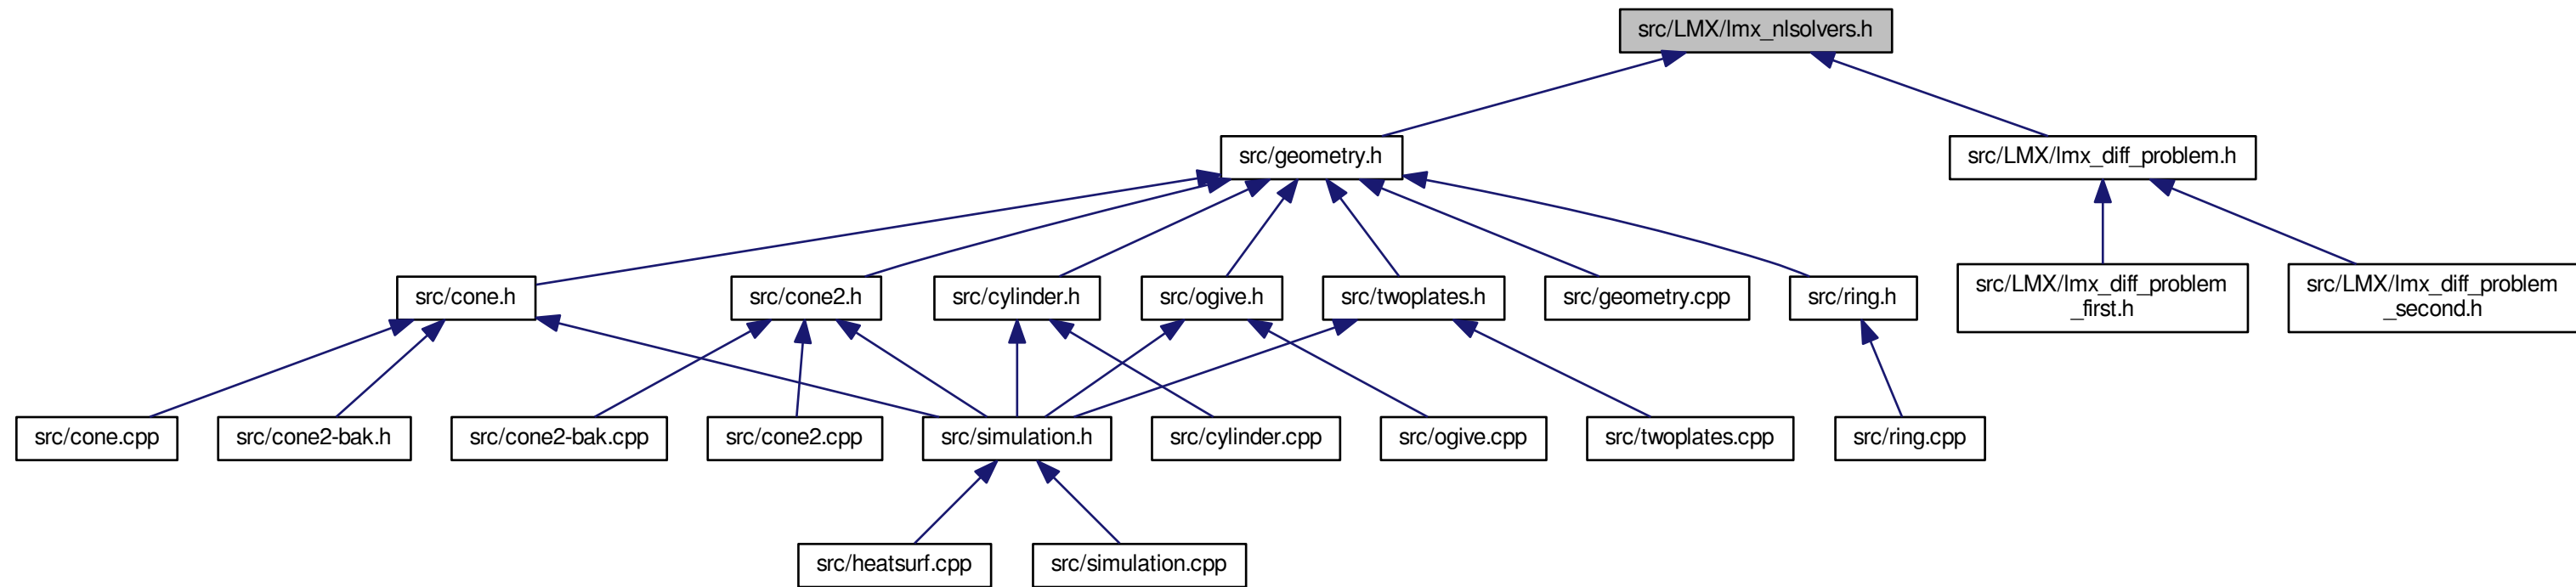 src/LMX/lmx_nlsolvers.h
src/geometry.h
src/LMX/lmx_diff_problem.h
src/cone.h
src/cone2.h
src/cylinder.h
src/ogive.h
src/twoplates.h
src/geometry.cpp
src/ring.h
src/LMX/lmx_diff_problem
_first.h
src/LMX/lmx_diff_problem
_second.h
src/cone.cpp
src/cone2-bak.h
src/cone2-bak.cpp
src/cone2.cpp
src/simulation.h
src/cylinder.cpp
src/ogive.cpp
src/twoplates.cpp
src/ring.cpp
src/heatsurf.cpp
src/simulation.cpp